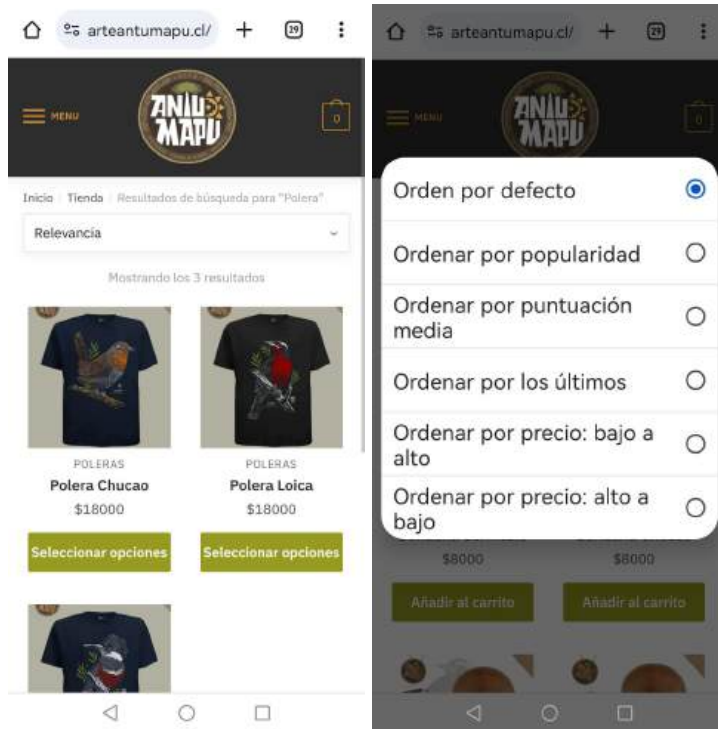 arteantumapu.cl/
19
MENU
ANTU
MAPU
0
Inicio / Tienda / Resultados de búsqueda para "Polera"
Relevancia
Mostrando los 3 resultados
POLERAS
Polera Chucao
$18000
Seleccionar opciones
POLERAS
Polera Loica
$18000
Seleccionar opciones
arteantumapu.cl/
19
MENU
ANTU
MAPU
0
Orden por defecto
Ordenar por popularidad
Ordenar por puntuación
media
Ordenar por los últimos
Ordenar por precio: bajo a
alto
Ordenar por precio: alto a
bajo
$8000
Añadir al carrito
$8000
Añadir al carrito